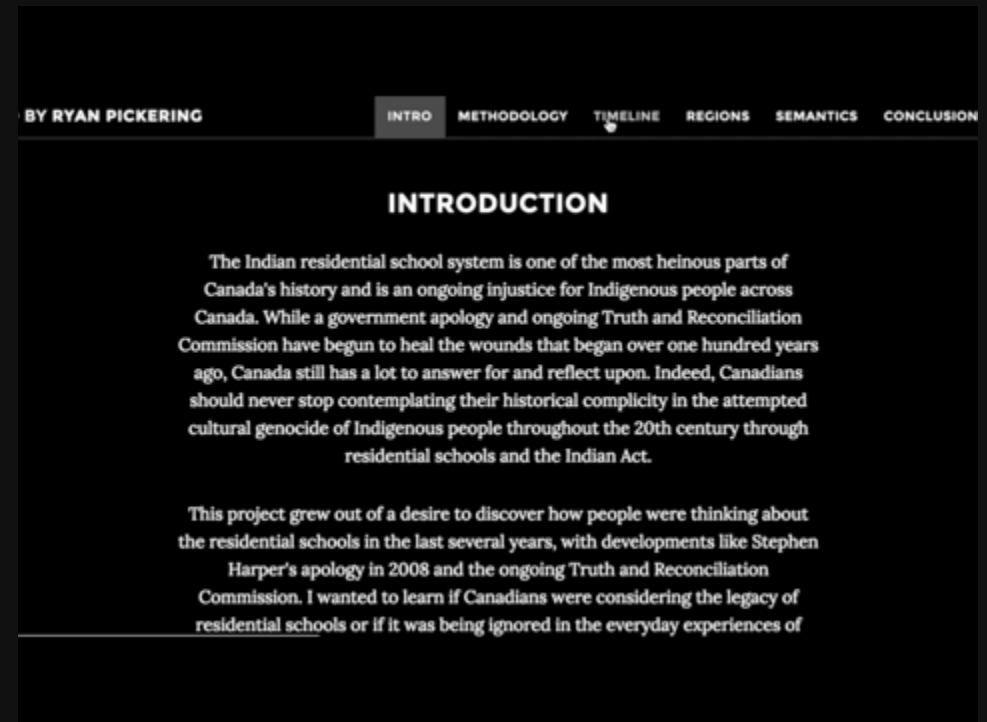 BY RYAN PICKERING
INTRO METHODOLOGY TIMELINE REGIONS SEMANTICS CONCLUSION
INTRODUCTION
The Indian residential school system is one of the most heinous parts of
Canada's history and is an ongoing injustice for Indigenous people across
Canada. While a government apology and ongoing Truth and Reconciliation
Commission have begun to heal the wounds that began over one hundred years
ago, Canada still has a lot to answer for and reflect upon. Indeed, Canadians
should never stop contemplating their historical complicity in the attempted
cultural genocide of Indigenous people throughout the 20th century through
residential schools and the Indian Act.
This project grew out of a desire to discover how people were thinking about
the residential schools in the last several years, with developments like Stephen
Harper's apology in 2008 and the ongoing Truth and Reconciliation
Commission. I wanted to learn if Canadians were considering the legacy of
residential schools or if it was being ignored in the everyday experiences of